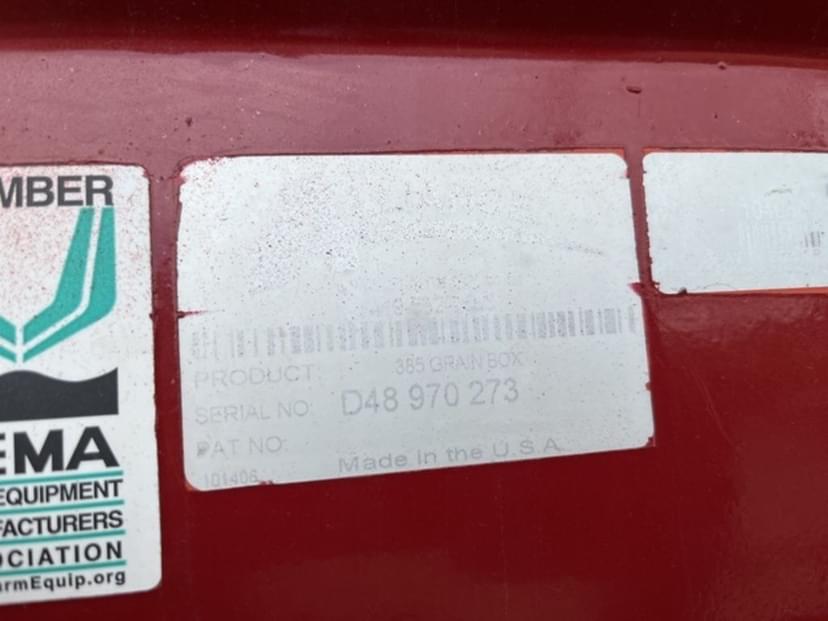 MBER
EMA
EQUIPMENT
FACTURERS
OCIATION
armEquip.org
PRODUCT: 385 GRAIN BOX
SERIAL NO: D48 970 273
PAT NO:
101406 Made in the U.S.A.